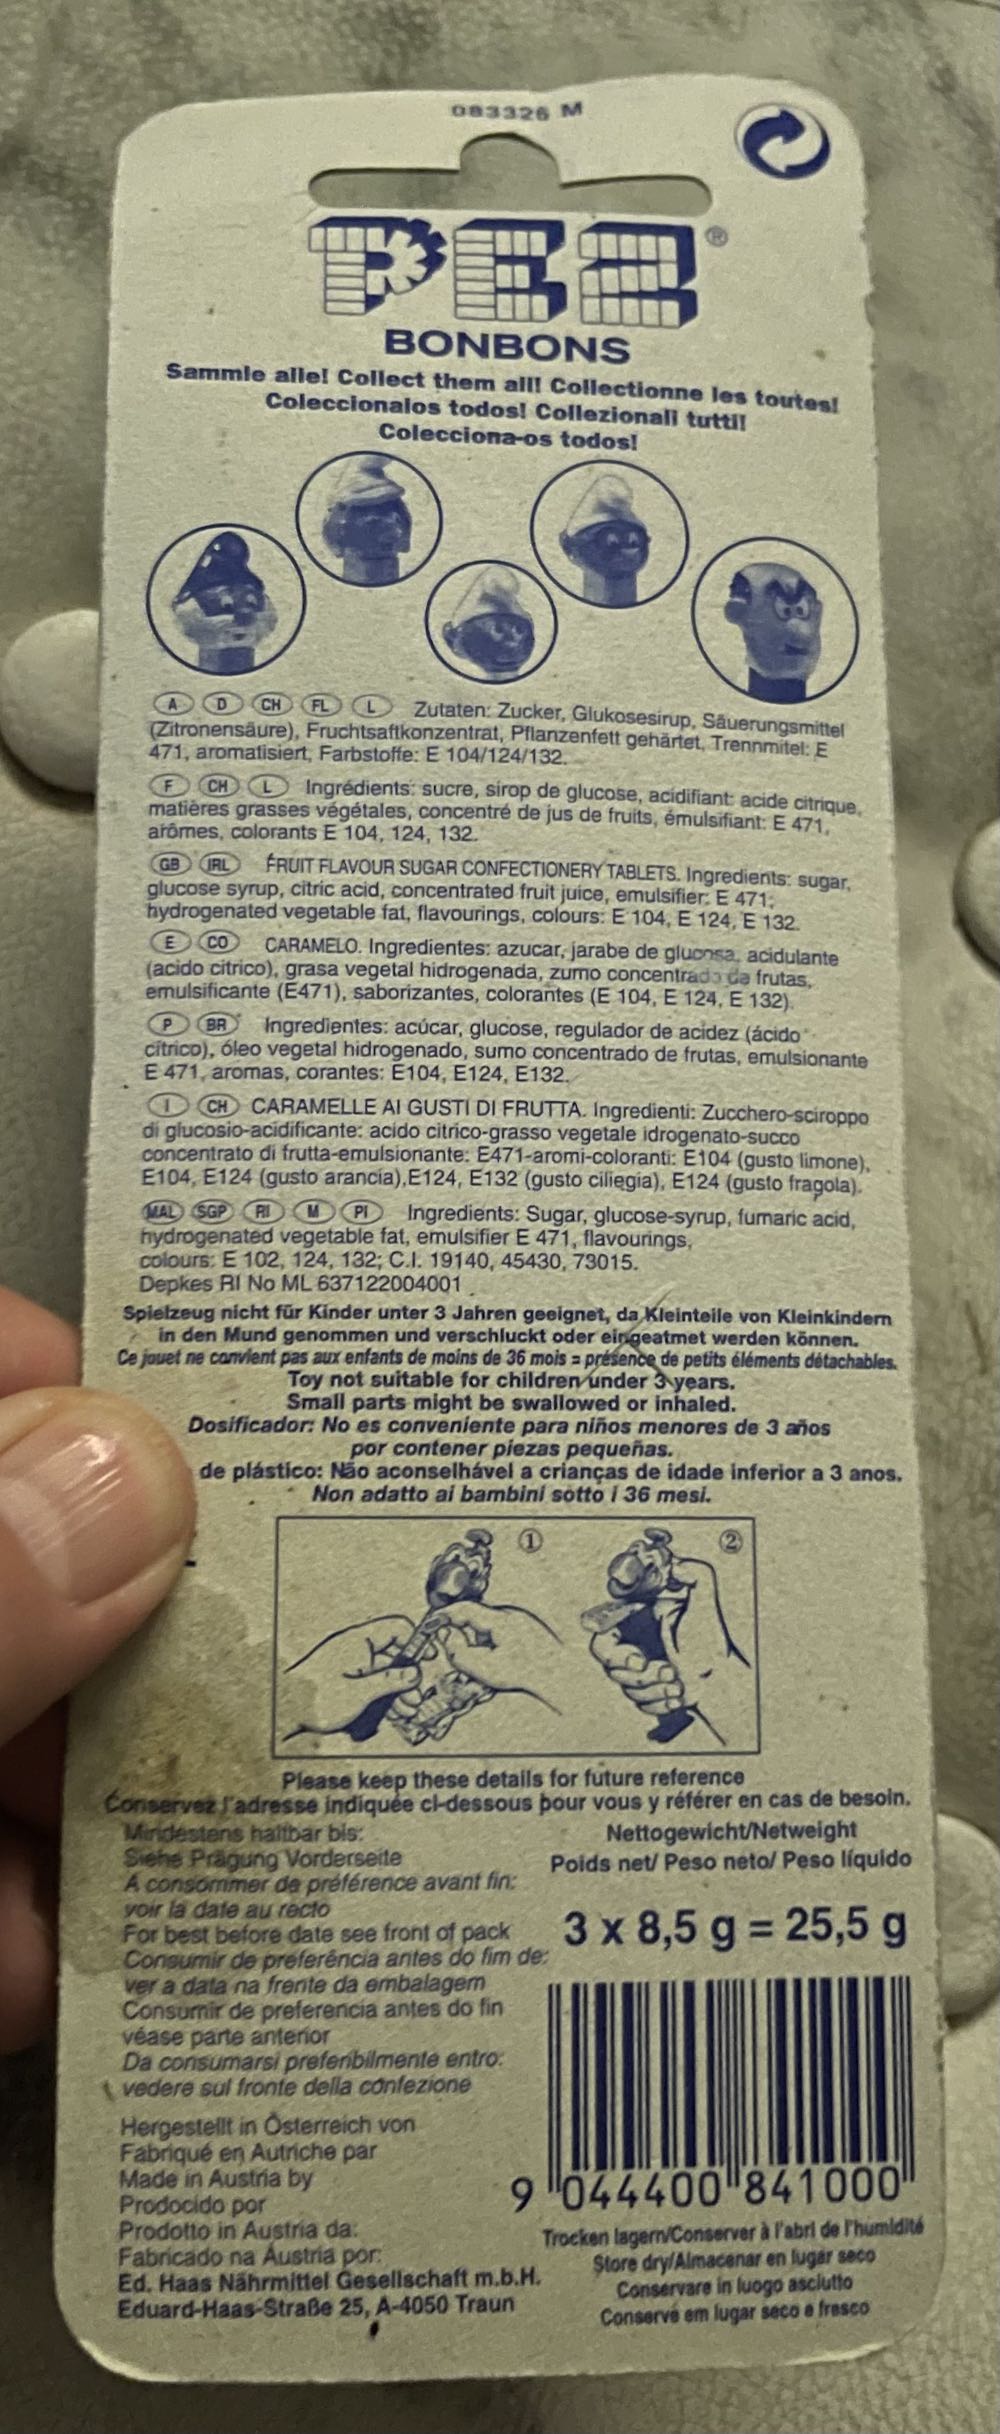 083326 M
PEZ®
BONBONS
Sammle alle! Collect them all! Collectionne les toutes!
Coleccionalos todos! Collezionali tutti!
Colecciona-os todos!
A D CH FL L Zutaten: Zucker, Glukosesirup, Säuerungsmittel
(Zitronensäure), Fruchtsaftkonzentrat, Pflanzenfett gehärtet, Trennmitel: E
471, aromatisiert, Farbstoffe: E 104/124/132.
F CH L Ingrédients: sucre, sirop de glucose, acidifiant: acide citrique,
matières grasses végétales, concentré de jus de fruits, émulsifiant: E 471,
arômes, colorants E 104, 124, 132.
GB IRL FRUIT FLAVOUR SUGAR CONFECTIONERY TABLETS. Ingredients: sugar,
glucose syrup, citric acid, concentrated fruit juice, emulsifier: E 471;
hydrogenated vegetable fat, flavourings, colours: E 104, E 124, E 132.
E CO CARAMELO. Ingredientes: azucar, jarabe de glucosa, acidulante
(acido citrico), grasa vegetal hidrogenada, zumo concentrado de frutas,
emulsificante (E471), saborizantes, colorantes (E 104, E 124, E 132).
P BR Ingredientes: acúcar, glucose, regulador de acidez (ácido
cítrico), óleo vegetal hidrogenado, sumo concentrado de frutas, emulsionante
E 471, aromas, corantes: E104, E124, E132.
I CH CARAMELLE AI GUSTI DI FRUTTA. Ingredienti: Zucchero-sciroppo
di glucosio-acidificante: acido citrico-grasso vegetale idrogenato-succo
concentrato di frutta-emulsionante: E471-aromi-coloranti: E104 (gusto limone),
E104, E124 (gusto arancia),E124, E132 (gusto ciliegia), E124 (gusto fragola).
MAL SGP RI M PI Ingredients: Sugar, glucose-syrup, fumaric acid,
hydrogenated vegetable fat, emulsifier E 471, flavourings,
colours: E 102, 124, 132; C.I. 19140, 45430, 73015.
Depkes RI No ML 637122004001
Spielzeug nicht für Kinder unter 3 Jahren geeignet, da Kleinteile von Kleinkindern
in den Mund genommen und verschluckt oder eingeatmet werden können.
Ce jouet ne convient pas aux enfants de moins de 36 mois = présence de petits éléments détachables.
Toy not suitable for children under 3 years.
Small parts might be swallowed or inhaled.
Dosificador: No es conveniente para niños menores de 3 años
por contener piezas pequeñas.
de plástico: Não aconselhável a crianças de idade inferior a 3 anos.
Non adatto ai bambini sotto i 36 mesi.
① ②
Please keep these details for future reference
Conservez l'adresse indiquée ci-dessous pour vous y référer en cas de besoin.
Mindestens haltbar bis:
Siehe Prägung Vorderseite
A consommer de préférence avant fin:
voir la date au recto
For best before date see front of pack
Consumir de preferência antes do fim de:
ver a data na frente da embalagem
Consumir de preferencia antes do fin
véase parte anterior
Da consumarsi preferibilmente entro:
vedere sul fronte della confezione
Nettogewicht/Netweight
Poids net/ Peso neto/ Peso líquido
3 x 8,5 g = 25,5 g
Hergestellt in Österreich von
Fabriqué en Autriche par
Made in Austria by
Prodocido por
Prodotto in Austria da:
Fabricado na Áustria por:
Ed. Haas Nährmittel Gesellschaft m.b.H.
Eduard-Haas-Straße 25, A-4050 Traun
9 044400 841000
Trocken lagern/Conserver à l'abri de l'humidité
Store dry/Almacenar en lugar seco
Conservare in luogo asciutto
Conserve em lugar seco e fresco